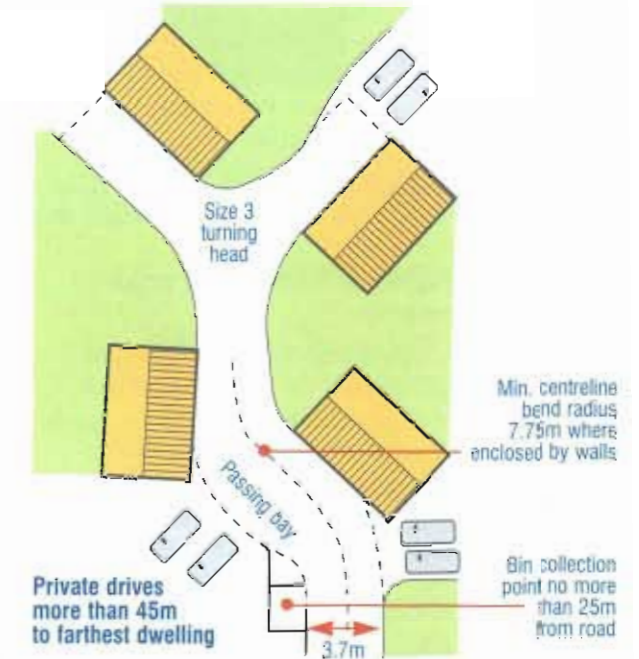 Size 3
turning
head
Min. centreline
bend radius
7.75m where
enclosed by walls
Passing bay
Bin collection
point no more
than 25m
from road
Private drives
more than 45m
to farthest dwelling
3.7m